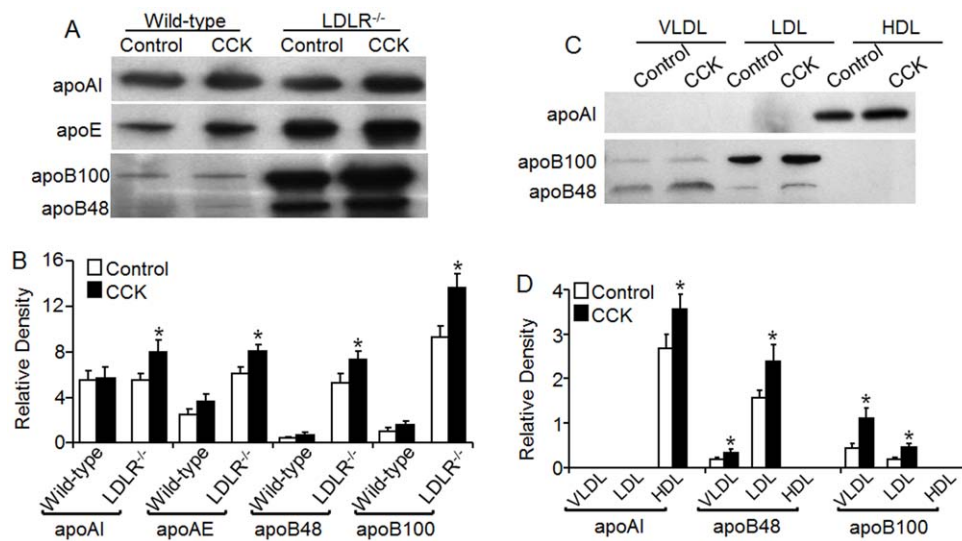 A
Wild-type LDLR-/-
Control CCK Control CCK
apoAI
apoE
apoB100
apoB48
B
Control
CCK
Relative Density
16
12
8
4
0
* * * *
Wild-type LDLR-/- Wild-type LDLR-/- Wild-type LDLR-/- Wild-type LDLR-/-
apoAI apoAE apoB48 apoB100
C
VLDL LDL HDL
Control CCK Control CCK Control CCK
apoAI
apoB100
apoB48
D
Control
CCK
Relative Density
4
3
2
1
0
* * * * *
VLDL LDL HDL VLDL LDL HDL VLDL LDL HDL
apoAI apoB48 apoB100